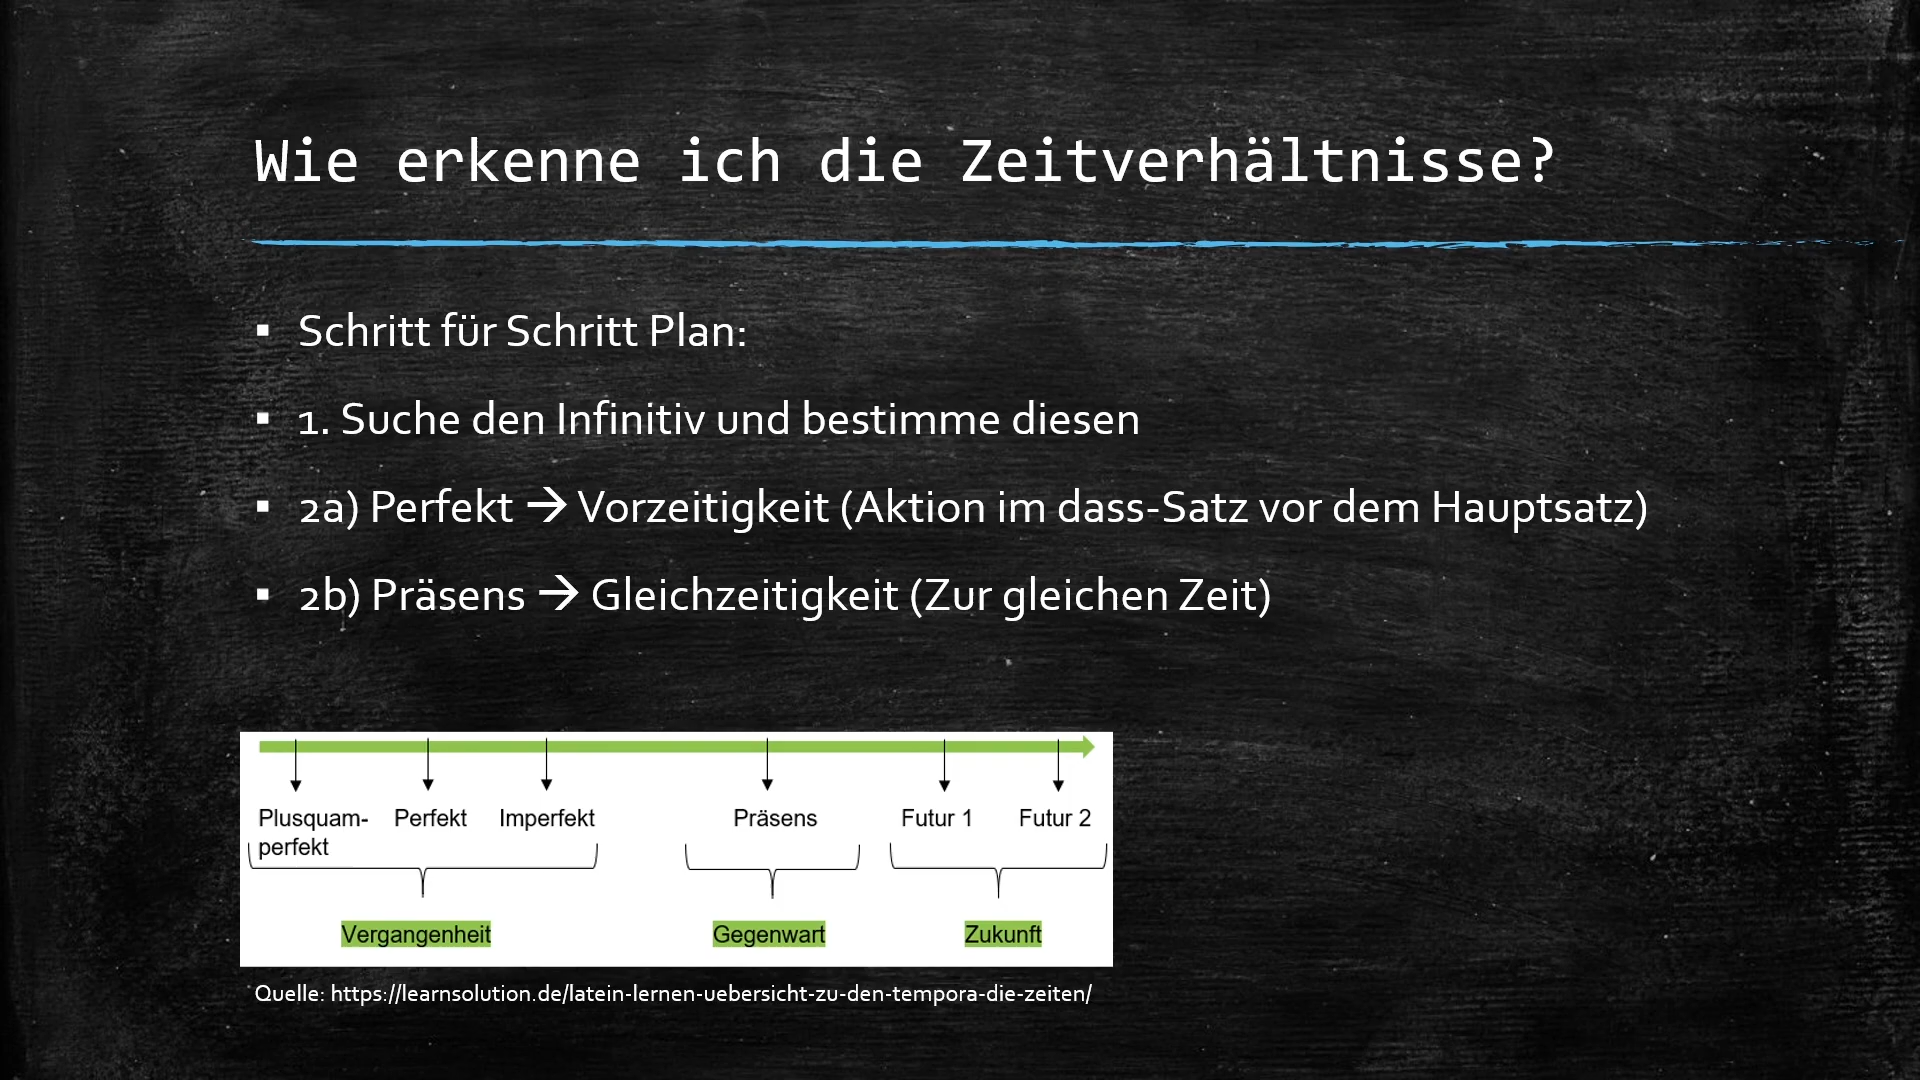 Wie erkenne ich die Zeitverhältnisse?
▪ Schritt für Schritt Plan:
▪ 1. Suche den Infinitiv und bestimme diesen
▪ 2a) Perfekt → Vorzeitigkeit (Aktion im dass-Satz vor dem Hauptsatz)
▪ 2b) Präsens → Gleichzeitigkeit (Zur gleichen Zeit)
Plusquam- Perfekt Imperfekt Präsens Futur 1 Futur 2
perfekt
Vergangenheit Gegenwart Zukunft
Quelle: https://learnsolution.de/latein-lernen-uebersicht-zu-den-tempora-die-zeiten/